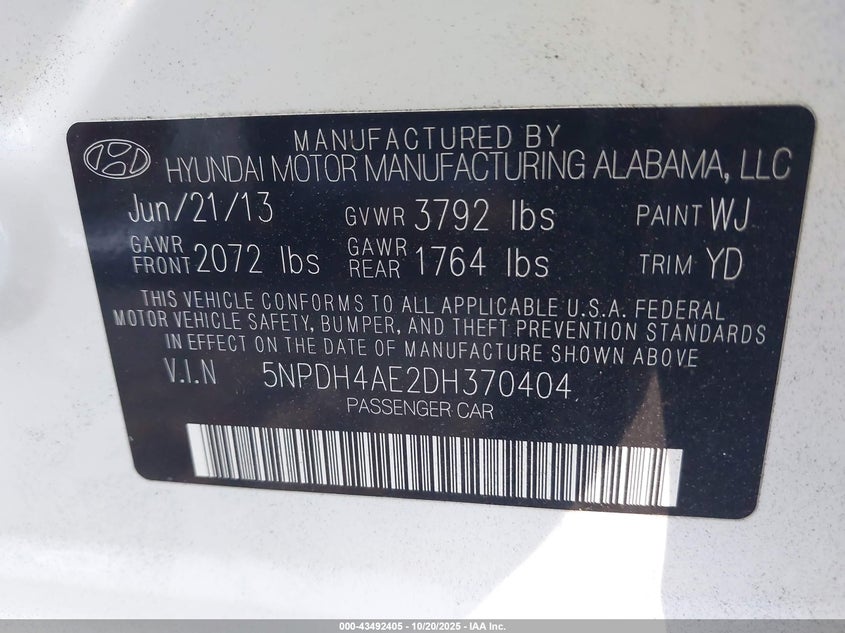 MANUFACTURED BY
HYUNDAI MOTOR MANUFACTURING ALABAMA, LLC
Jun/21/13 GVWR 3792 lbs PAINT WJ
GAWR FRONT 2072 lbs GAWR REAR 1764 lbs TRIM YD
THIS VEHICLE CONFORMS TO ALL APPLICABLE U.S.A. FEDERAL
MOTOR VEHICLE SAFETY, BUMPER, AND THEFT PREVENTION STANDARDS
IN EFFECT ON THE DATE OF MANUFACTURE SHOWN ABOVE
V.I.N 5NPDH4AE2DH370404
PASSENGER CAR
000-43492405 - 10/20/2025 - IAA Inc.